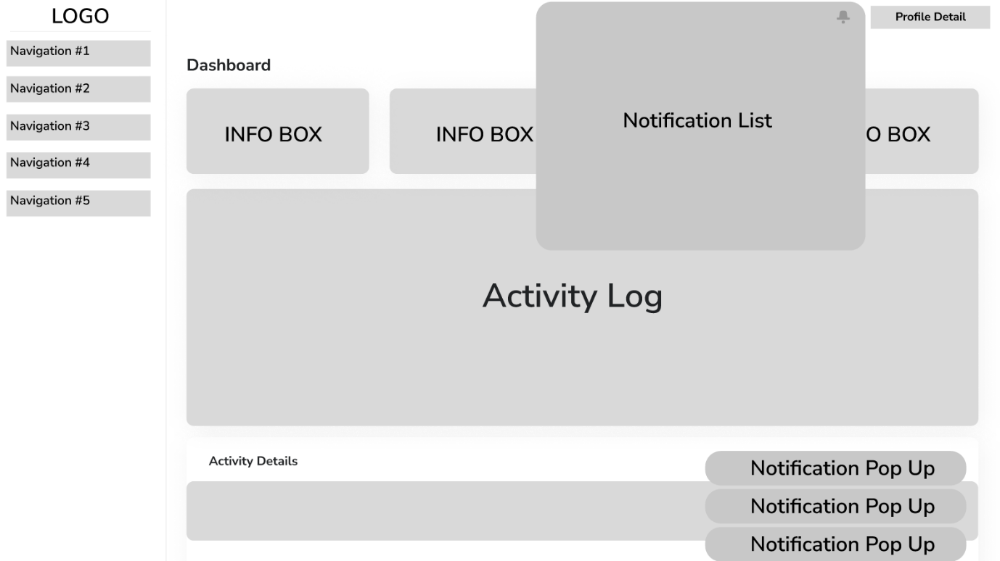 LOGO
Profile Detail
Navigation #1
Navigation #2
Navigation #3
Navigation #4
Navigation #5
Dashboard
INFO BOX
INFO BOX
Notification List
O BOX
Activity Log
Activity Details
Notification Pop Up
Notification Pop Up
Notification Pop Up